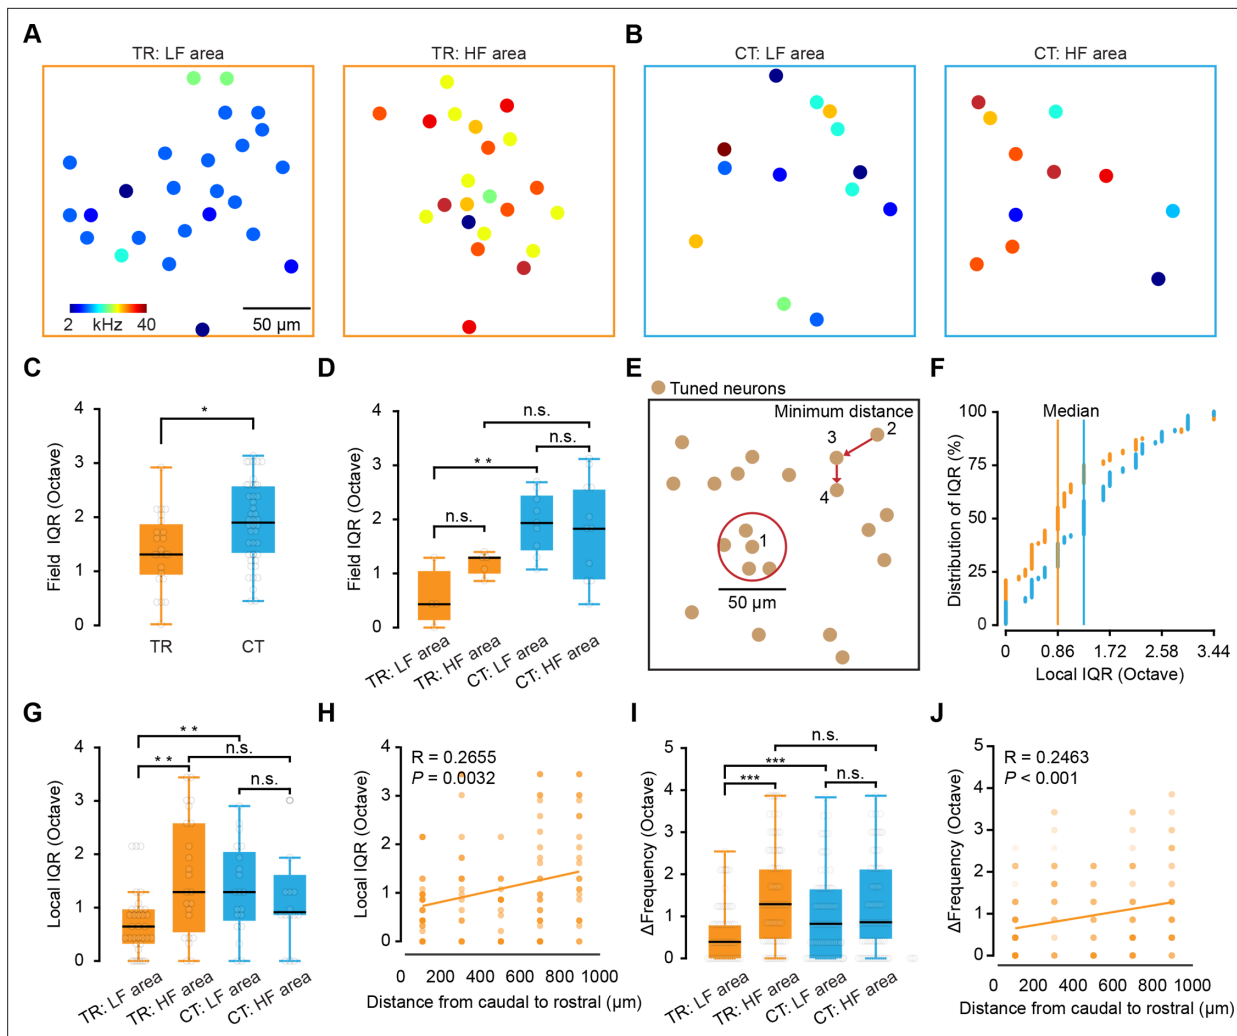 A
B
TR: LF area
TR: HF area
CT: LF area
CT: HF area
2 kHz 40
50 µm
C
D
E
F
Field IQR (Octave)
4
3
2
1
0
*
TR
CT
Field IQR (Octave)
4
3
2
1
0
n.s.
n.s.
* *
n.s.
TR: LF area
TR: HF area
CT: LF area
CT: HF area
Tuned neurons
Minimum distance
2
3
4
1
50 µm
Distribution of IQR (%)
100
75
50
25
0
Median
0
0.86
1.72
2.58
3.44
Local IQR (Octave)
G
H
I
J
Local IQR (Octave)
4
3
2
1
0
* *
* *
n.s.
n.s.
TR: LF area
TR: HF area
CT: LF area
CT: HF area
Local IQR (Octave)
4
3
2
1
0
R = 0.2655
P = 0.0032
0 200 400 600 800 1000
Distance from caudal to rostral (µm)
ΔFrequency (Octave)
5
4
3
2
1
0
n.s.
***
***
n.s.
TR: LF area
TR: HF area
CT: LF area
CT: HF area
ΔFrequency (Octave)
5
4
3
2
1
0
R = 0.2463
P < 0.001
0 200 400 600 800 1000
Distance from caudal to rostral (µm)